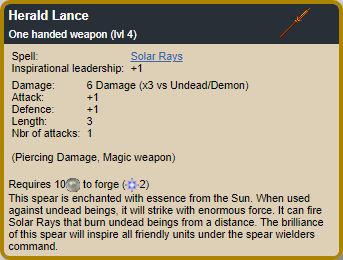 Herald Lance
One handed weapon (lvl 4)
Spell: Solar Rays
Inspirational leadership: +1
Damage: 6 Damage (x3 vs Undead/Demon)
Attack: +1
Defence: +1
Length: 3
Nbr of attacks: 1
(Piercing Damage, Magic weapon)
Requires 10 to forge ( -2)
This spear is enchanted with essence from the Sun. When used
against undead beings, it will strike with enormous force. It can fire
Solar Rays that burn undead beings from a distance. The brilliance
of this spear will inspire all friendly units under the spear wielders
command.